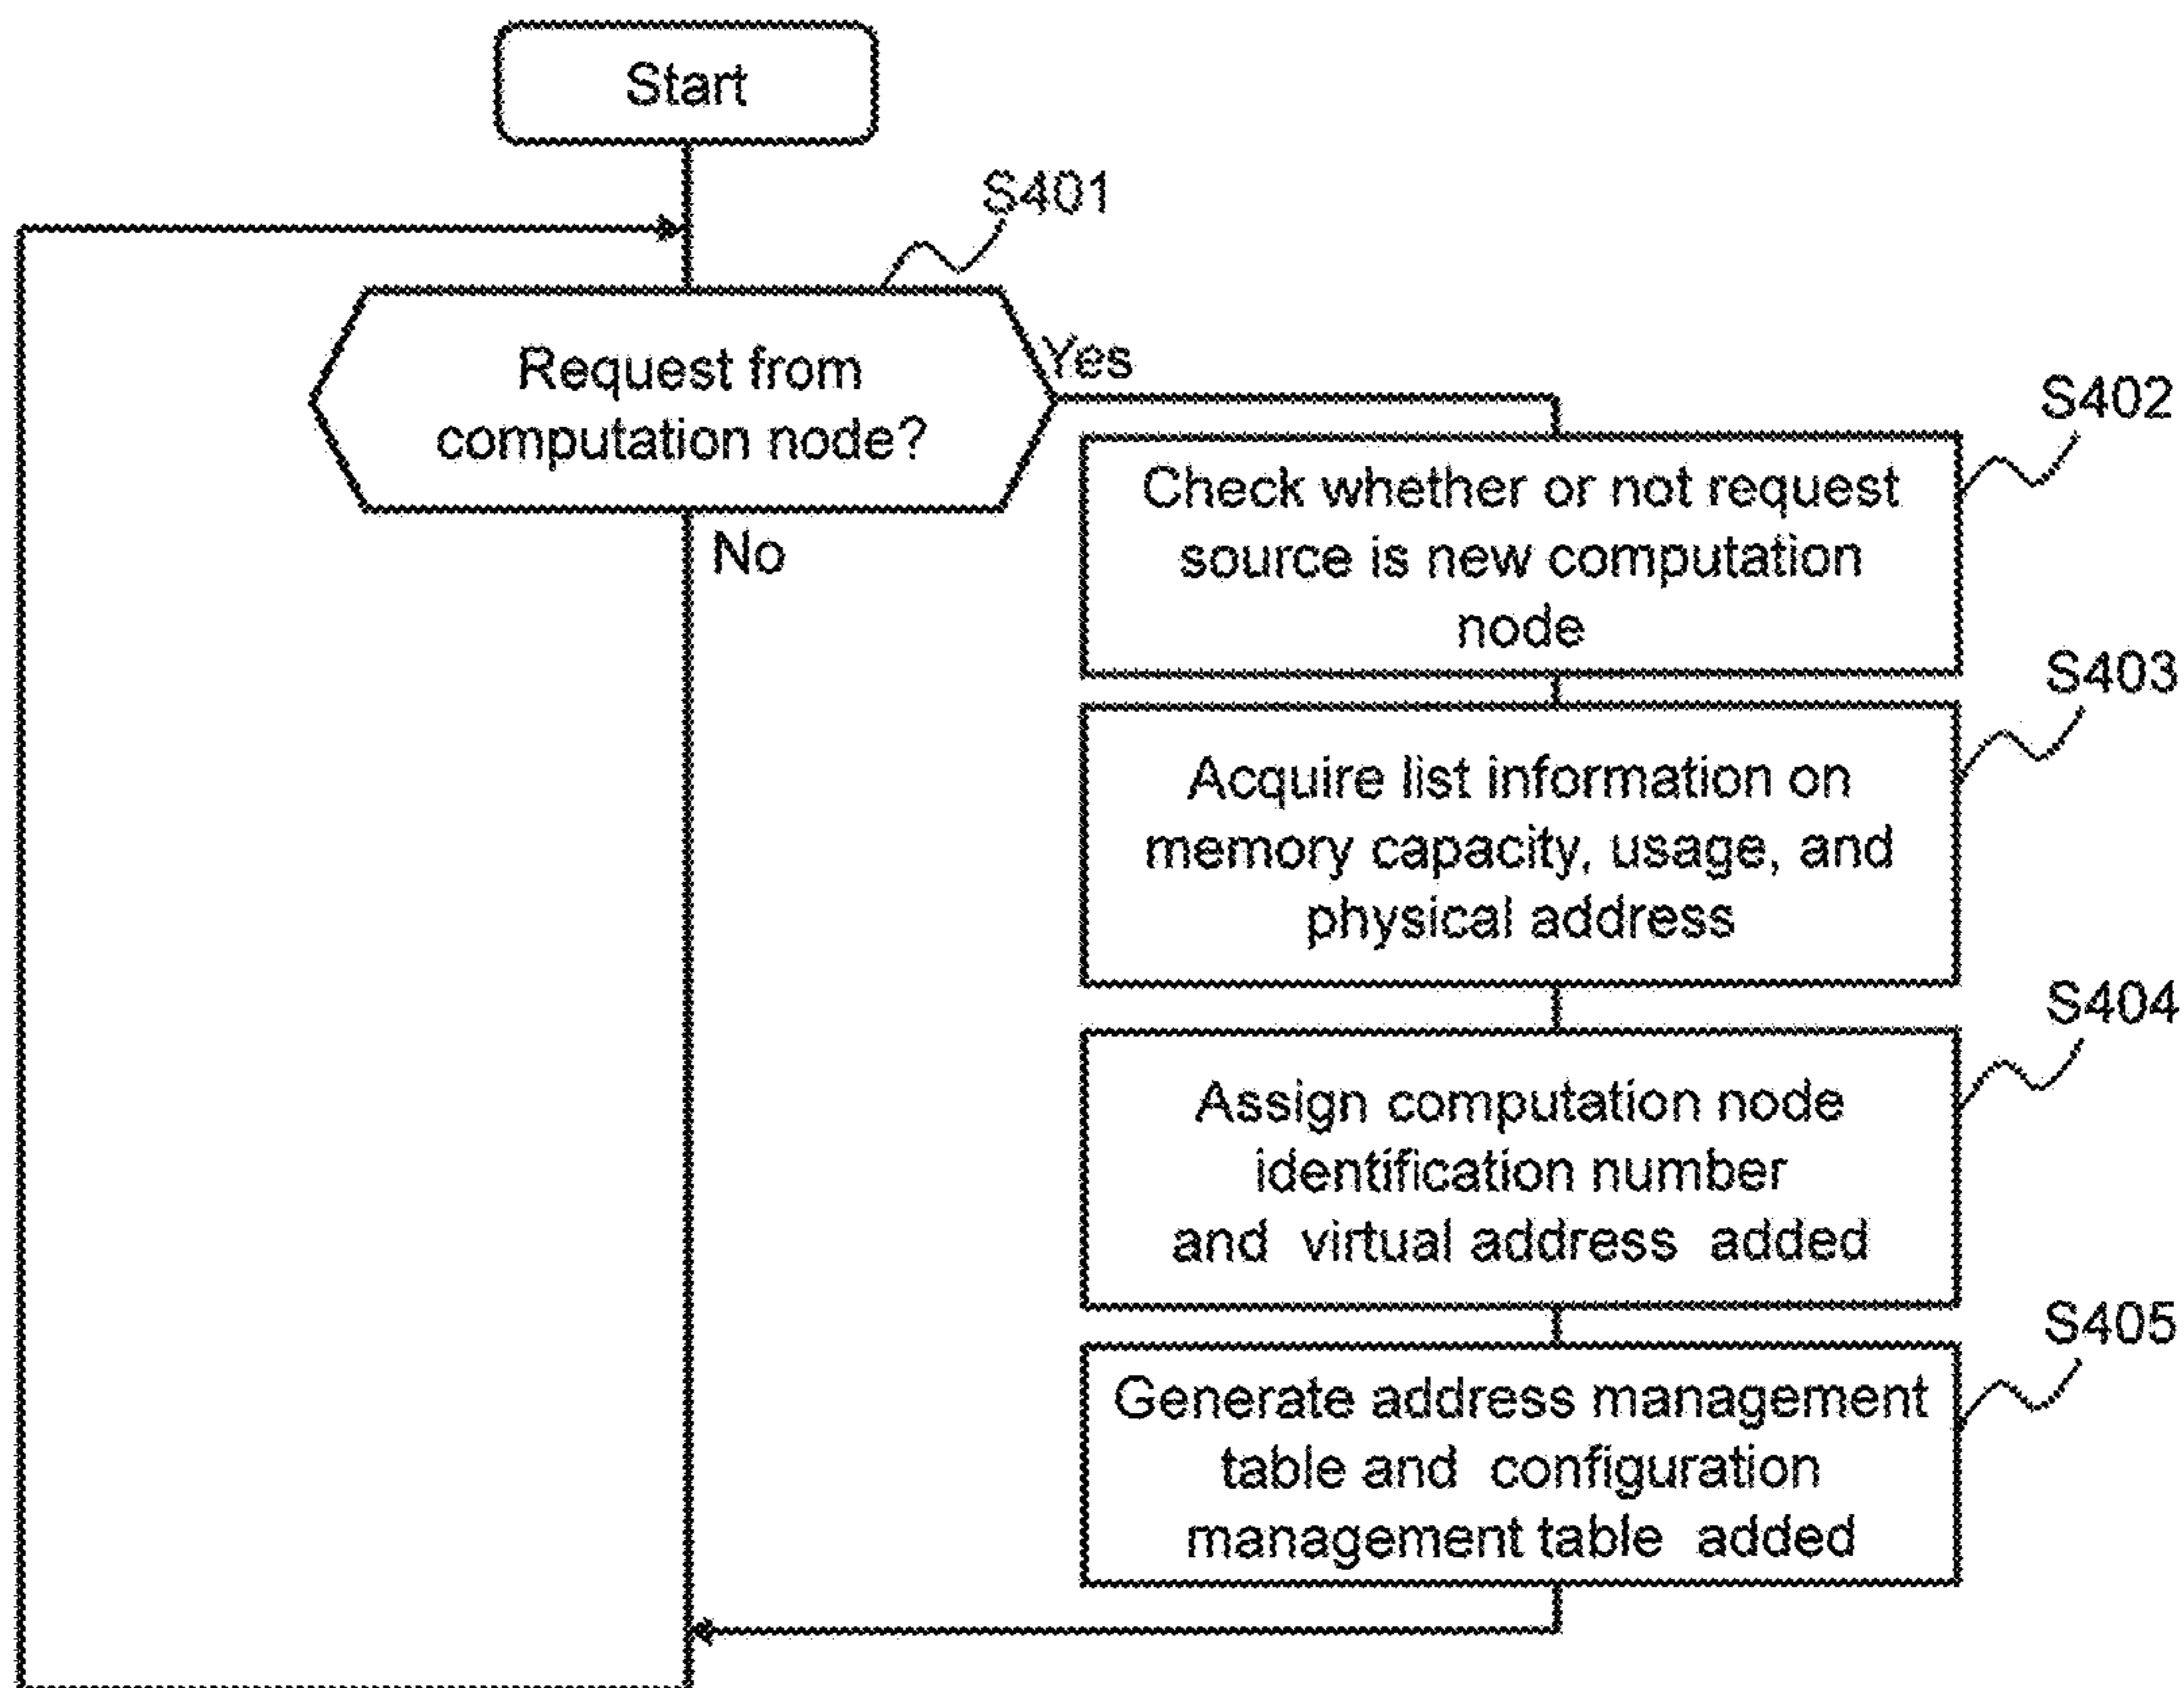 Start
S401
Request from
computation node?
Yes
No
S402
Check whether or not request
source is new computation
node
S403
Acquire list information on
memory capacity, usage, and
physical address
S404
Assign computation node
identification number
and virtual address added
S405
Generate address management
table and configuration
management table added